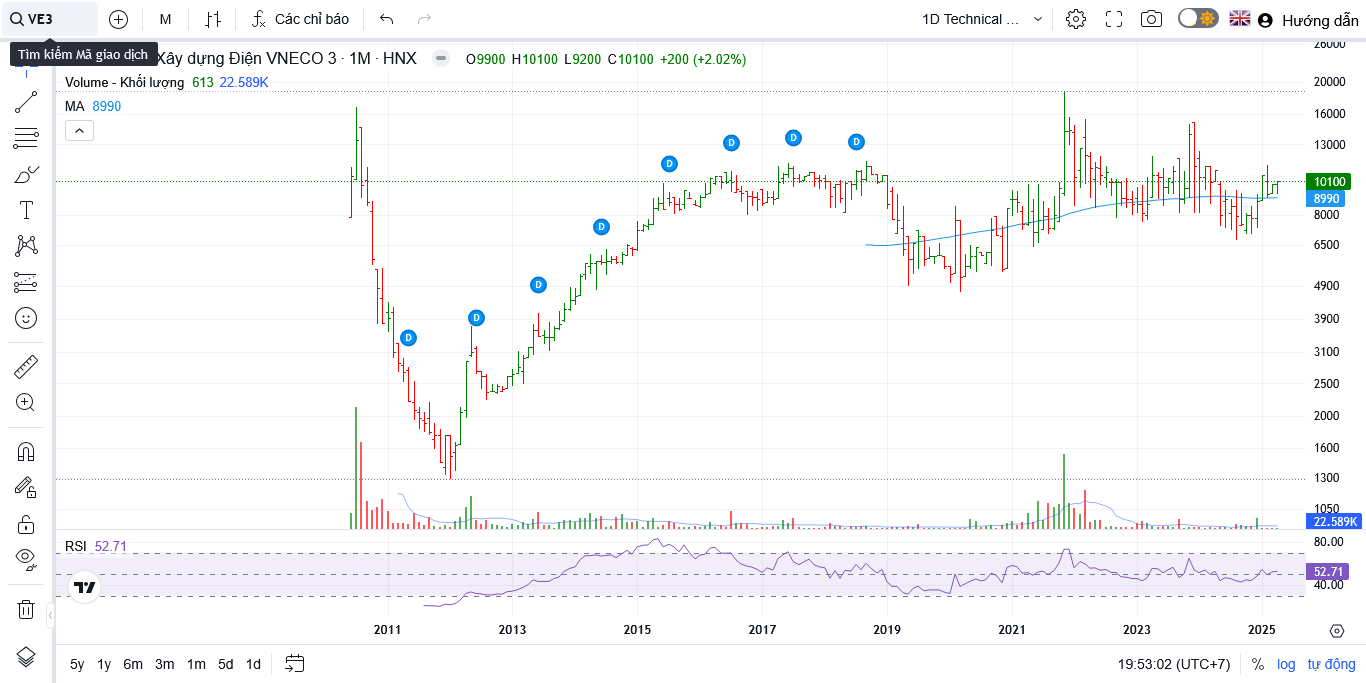 VE3
M
Các chỉ báo
1D Technical ...
Hướng dẫn
Tìm kiếm Mã giao dịch
Xây dựng Điện VNECO 3 · 1M · HNX
O9900 H10100 L9200 C10100 +200 (+2.02%)
Volume - Khối lượng 613 22.589K
MA 8990
D
D
D
D
D
D
D
D
26000
20000
16000
13000
10100
8990
8000
6500
4900
3900
3100
2500
2000
1600
1300
1050
22.589K
RSI 52.71
80.00
52.71
40.00
2011 2013 2015 2017 2019 2021 2023 2025
5y 1y 6m 3m 1m 5d 1d
19:53:02 (UTC+7) % log tự động